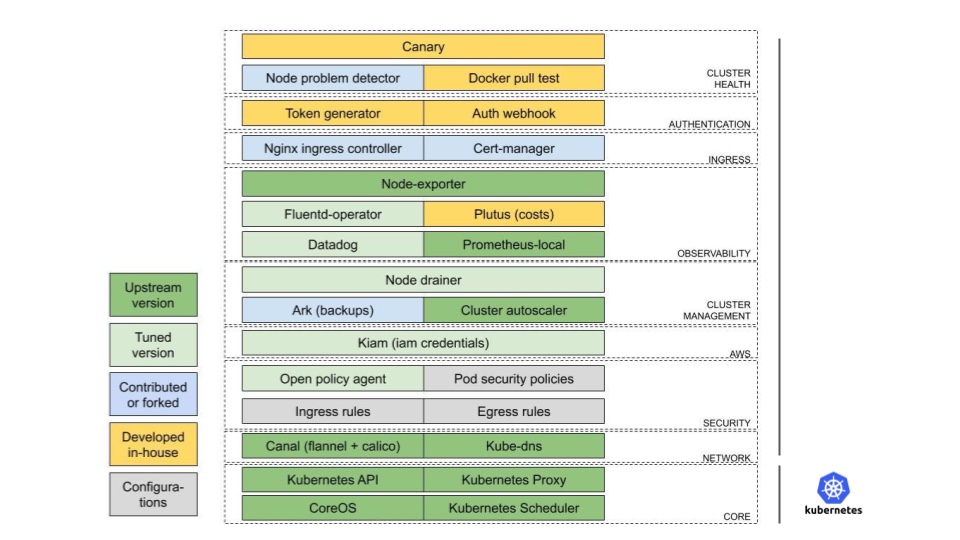 Canary
Node problem detector
Docker pull test
CLUSTER
HEALTH
Token generator
Auth webhook
AUTHENTICATION
Nginx ingress controller
Cert-manager
INGRESS
Node-exporter
Fluentd-operator
Plutus (costs)
Datadog
Prometheus-local
OBSERVABILITY
Node drainer
Ark (backups)
Cluster autoscaler
CLUSTER
MANAGEMENT
Kiam (iam credentials)
AWS
Open policy agent
Pod security policies
Ingress rules
Egress rules
SECURITY
Canal (flannel + calico)
Kube-dns
NETWORK
Kubernetes API
Kubernetes Proxy
CoreOS
Kubernetes Scheduler
CORE
Upstream
version
Tuned
version
Contributed
or forked
Developed
in-house
Configura-
tions
kubernetes